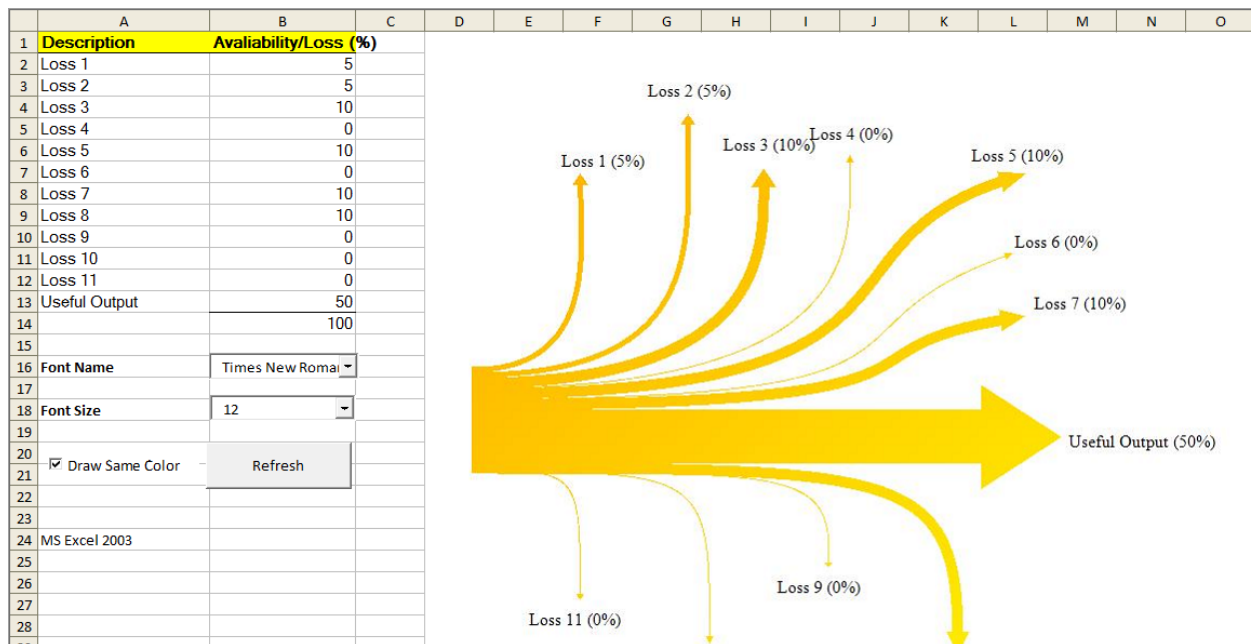 A B C D E F G H I J K L M N O
1 Description Avaliability/Loss (%)
2 Loss 1 5
3 Loss 2 5
4 Loss 3 10
5 Loss 4 0
6 Loss 5 10
7 Loss 6 0
8 Loss 7 10
9 Loss 8 10
10 Loss 9 0
11 Loss 10 0
12 Loss 11 0
13 Useful Output 50
14 100
15
16 Font Name Times New Roma
17
18 Font Size 12
19
20
21
Draw Same Color Refresh
22
23
24 MS Excel 2003
25
26
27
28
Loss 2 (5%)
Loss 4 (0%)
Loss 3 (10%)
Loss 1 (5%)
Loss 5 (10%)
Loss 6 (0%)
Loss 7 (10%)
Useful Output (50%)
Loss 9 (0%)
Loss 11 (0%)